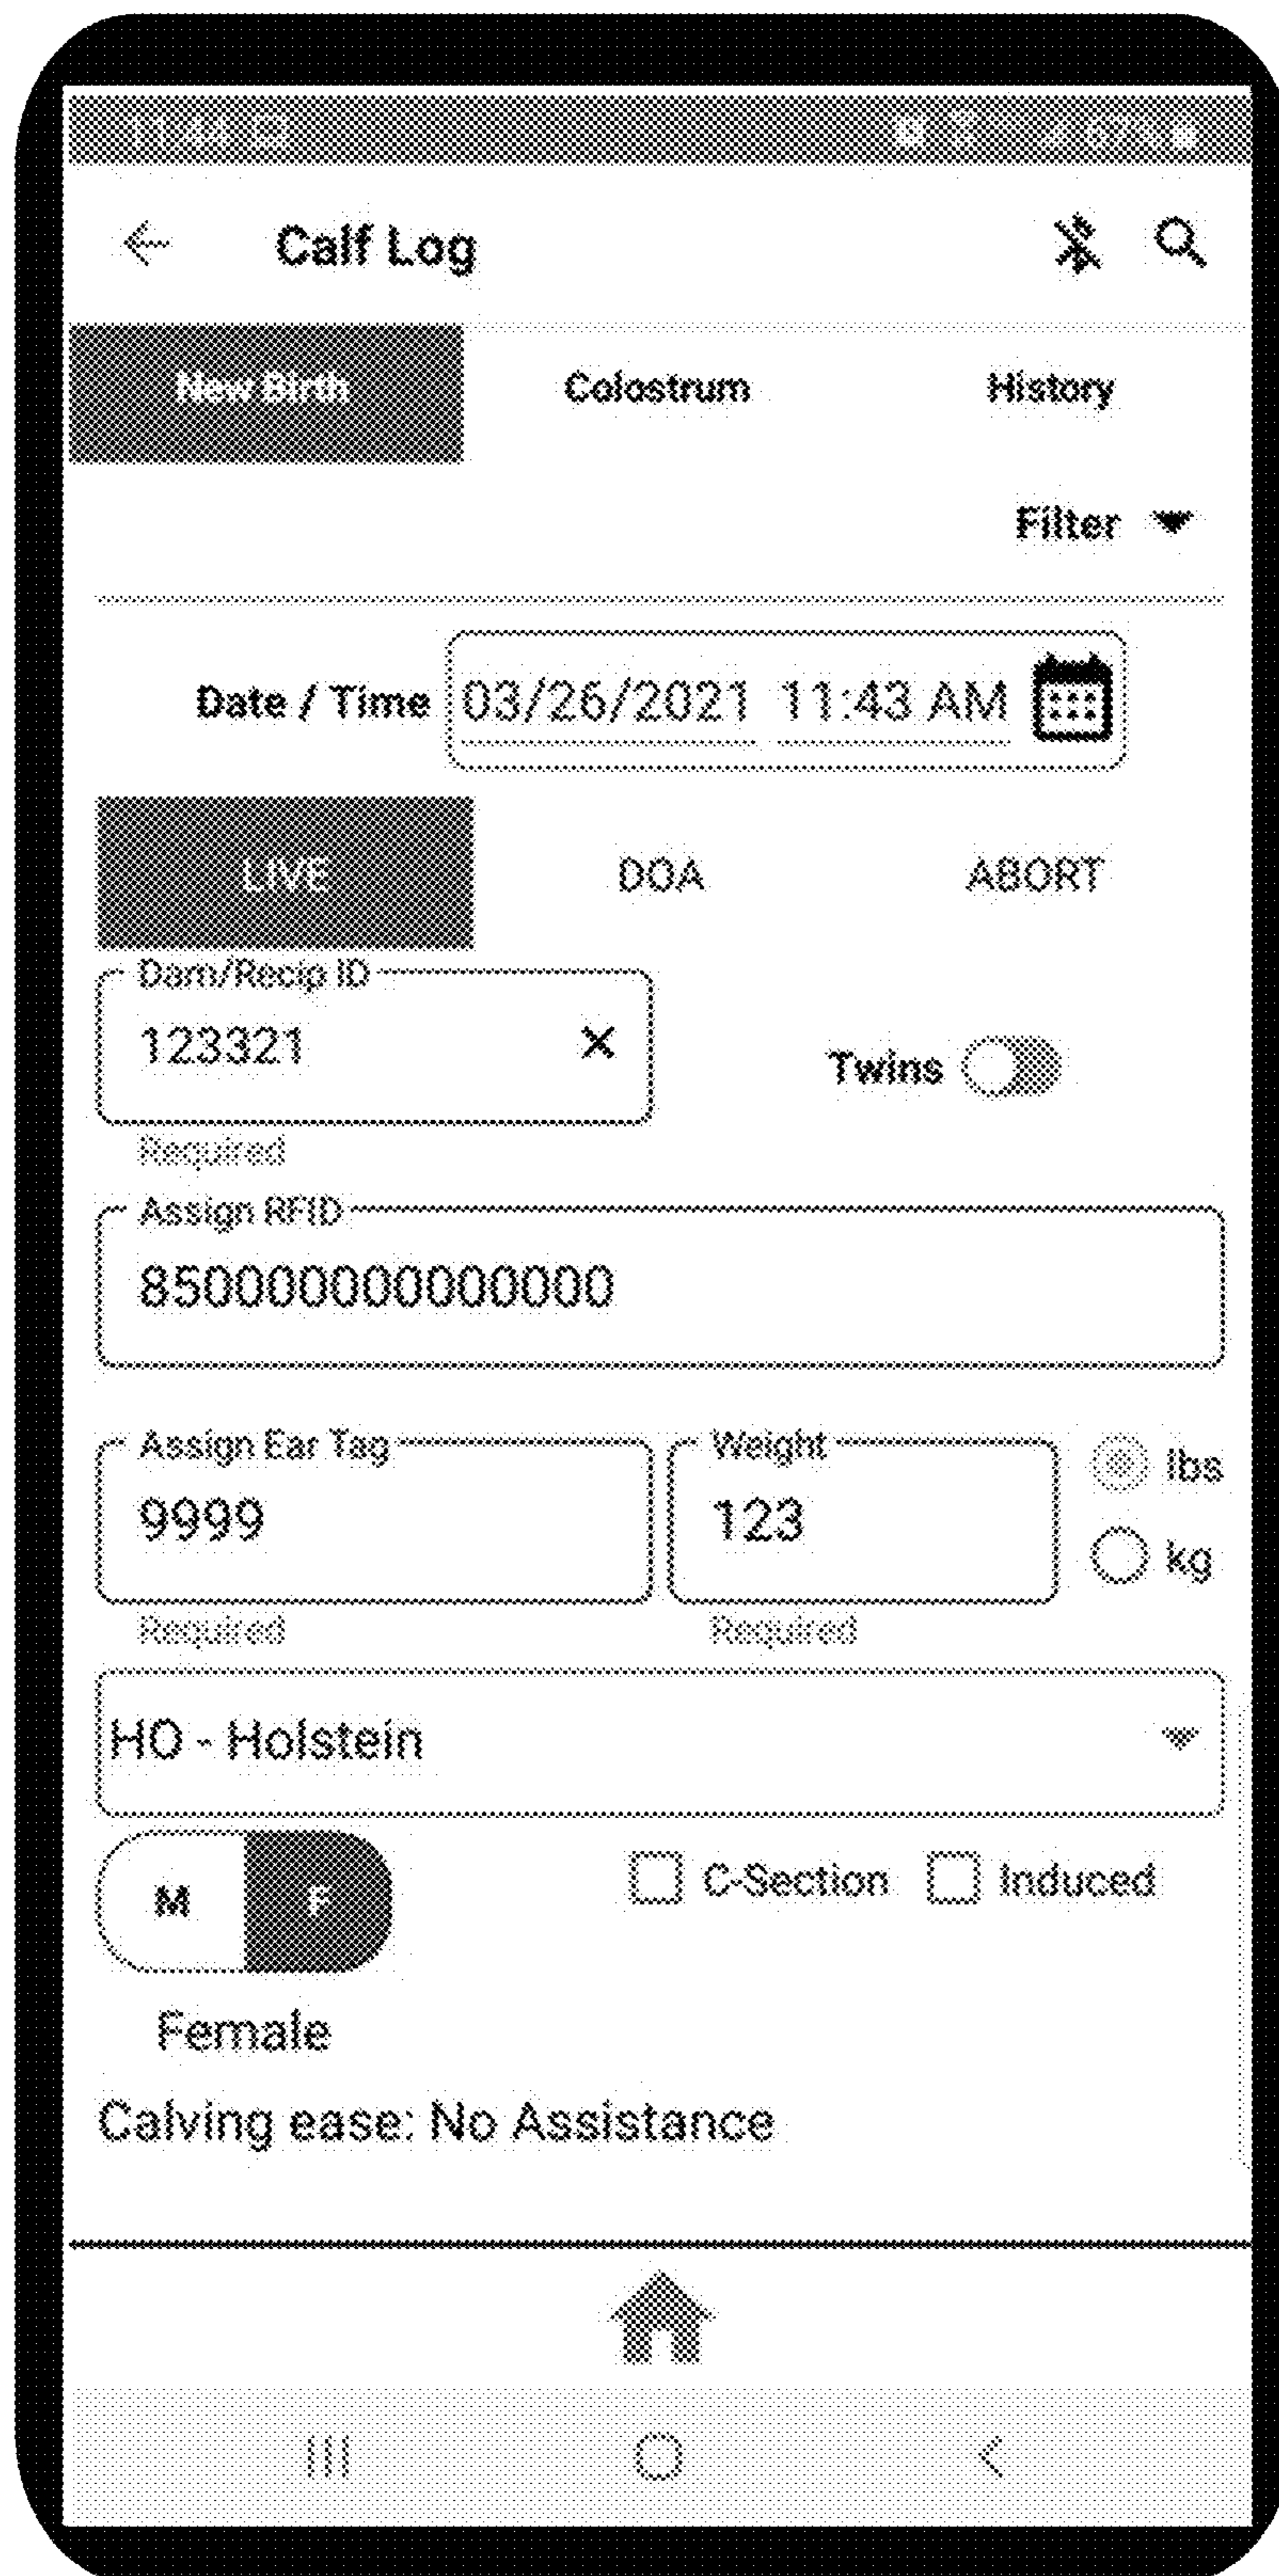 11:44
Calf Log
New Birth Colostrum History
Filter
Date / Time 03/26/2021 11:43 AM
LIVE DOA ABORT
Dam/Recip ID
123321
Twins
Required
Assign RFID
850000000000000
Assign Ear Tag Weight
lbs
9999 123
kg
Required Required
HO - Holstein
M F C-Section Induced
Female
Calving ease: No Assistance